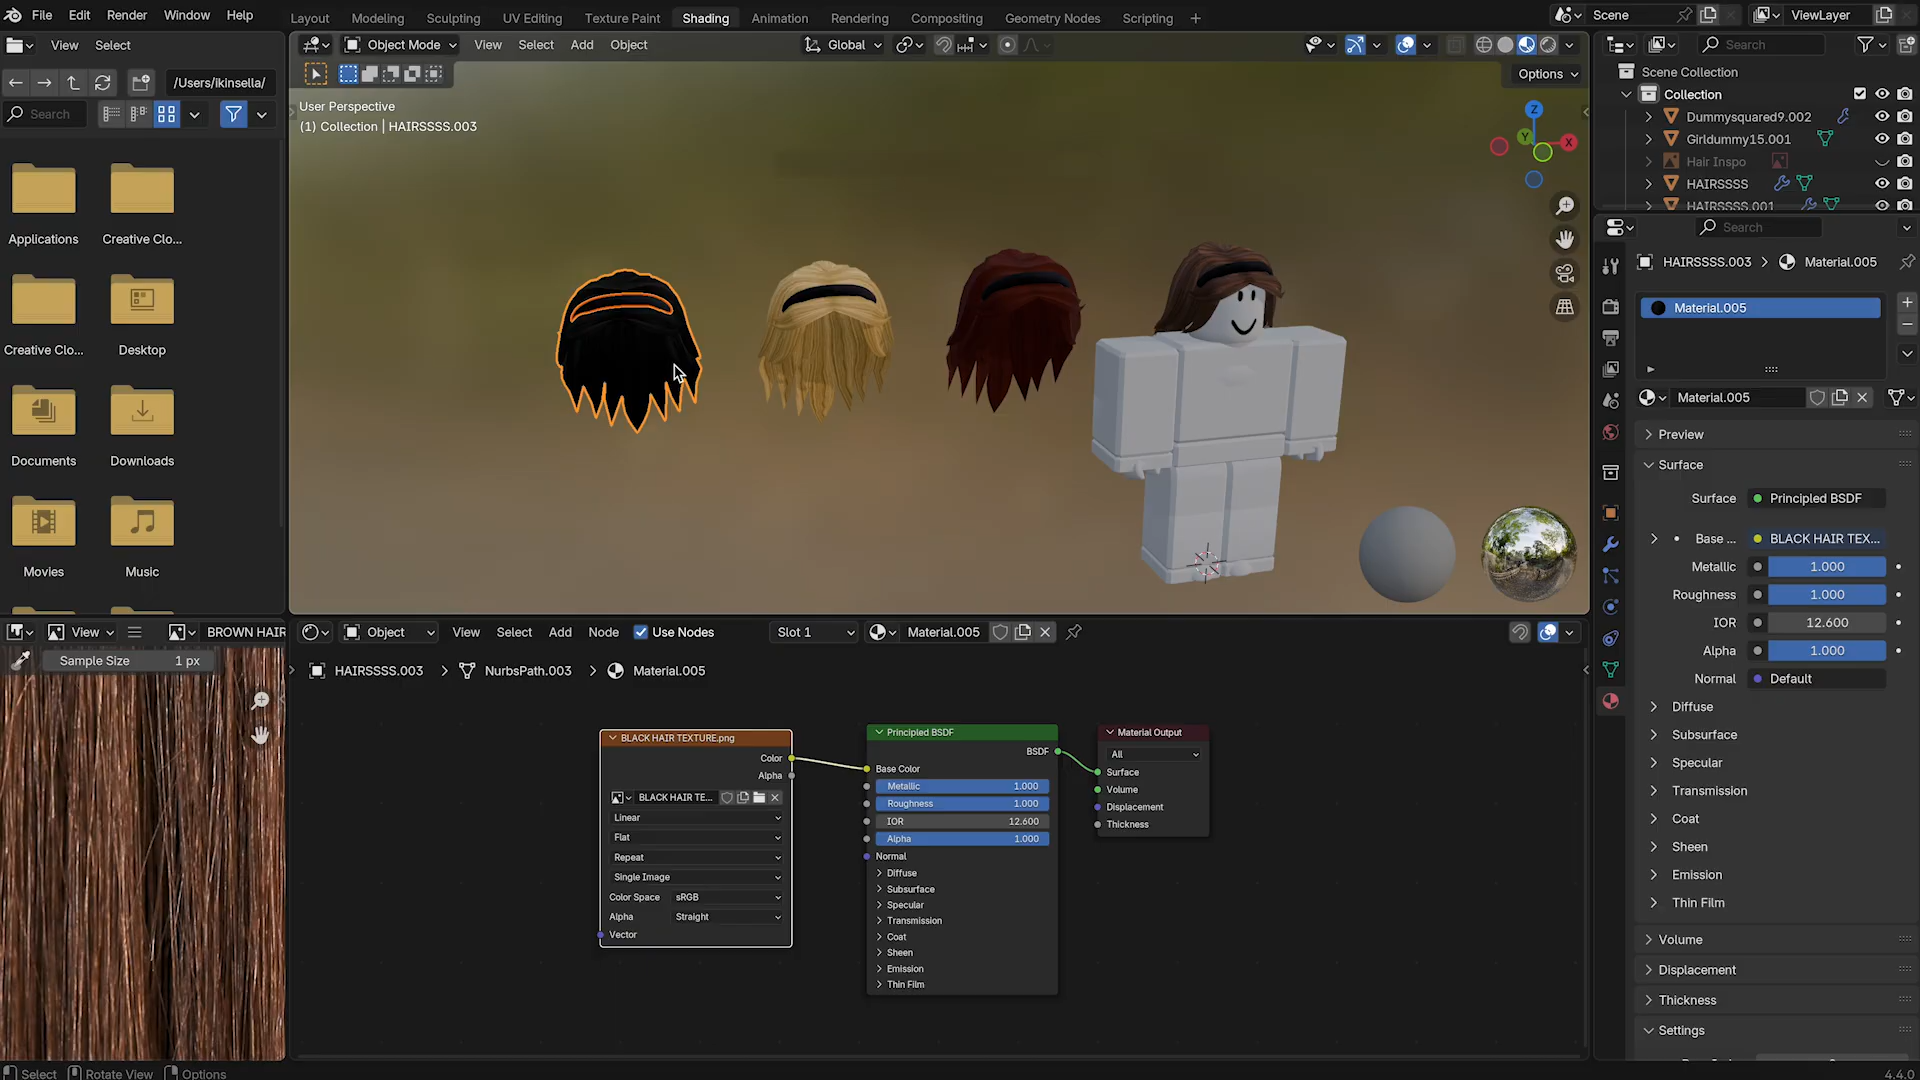 File Edit Render Window Help
Layout Modeling Sculpting UV Editing Texture Paint Shading Animation Rendering Compositing Geometry Nodes Scripting +
Scene
ViewLayer
View Select
/Users/ikinsella/
Search
Applications
Creative Clo...
Creative Clo...
Desktop
Documents
Downloads
Movies
Music
Object Mode
View Select Add Object
Global
Options
User Perspective
(1) Collection | HAIRSSSS.003
Z
Y
X
Search
Scene Collection
Collection
Dummysquared9.002
Girldummy15.001
Hair Inspo
HAIRSSSS
HAIRSSSS.001
Search
HAIRSSSS.003 > Material.005
Material.005
Material.005
Preview
Surface
Surface Principled BSDF
Base ... BLACK HAIR TEX...
Metallic 1.000
Roughness 1.000
IOR 12.600
Alpha 1.000
Normal Default
Diffuse
Subsurface
Specular
Transmission
Coat
Sheen
Emission
Thin Film
Volume
Displacement
Thickness
Settings
View
BROWN HAIR
Sample Size 1 px
Object
View Select Add Node
Use Nodes
Slot 1
Material.005
HAIRSSSS.003 > NurbsPath.003 > Material.005
BLACK HAIR TEXTURE.png
Color
Alpha
BLACK HAIR TE...
Linear
Flat
Repeat
Single Image
Color Space sRGB
Alpha Straight
Vector
Principled BSDF
BSDF
Base Color
Metallic 1.000
Roughness 1.000
IOR 12.600
Alpha 1.000
Normal
Diffuse
Subsurface
Specular
Transmission
Coat
Sheen
Emission
Thin Film
Material Output
All
Surface
Volume
Displacement
Thickness
Select Rotate View Options
4.4.0